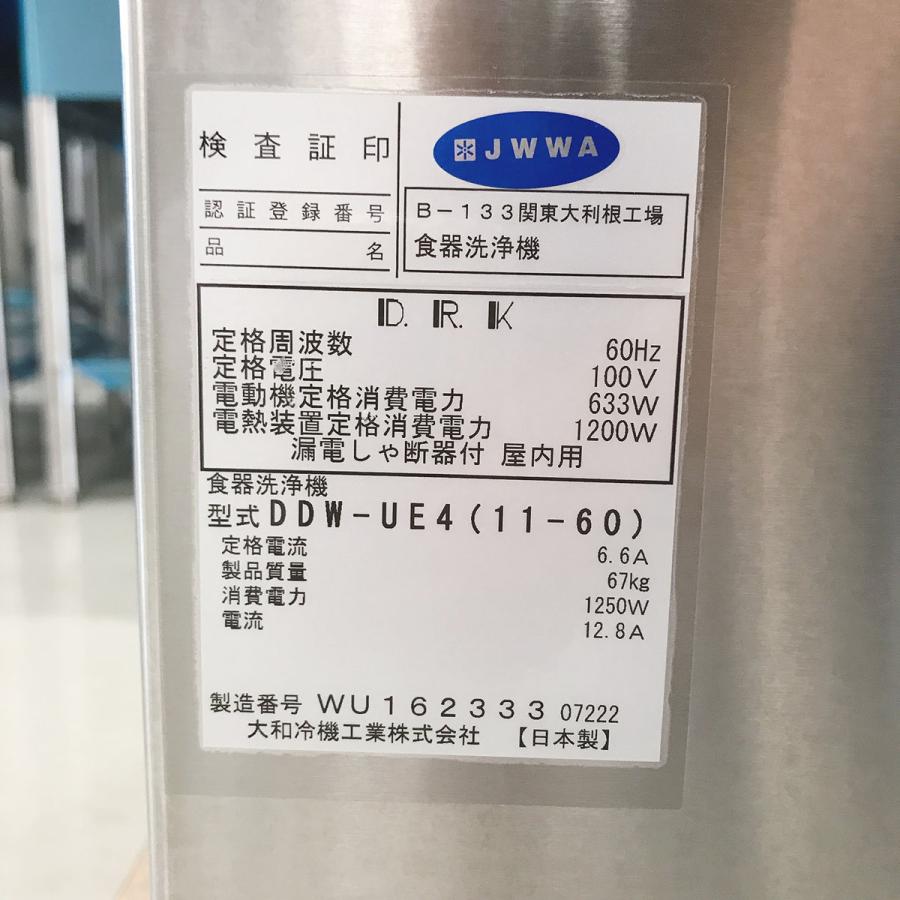 検査証印
JWWA
認証登録番号
B-133関東大利根工場
品名
食器洗浄機
D.R.K
定格周波数 60Hz
定格電圧 100V
電動機定格消費電力 633W
電熱装置定格消費電力 1200W
漏電しゃ断器付 屋内用
食器洗浄機
型式DDW-UE4(11-60)
定格電流 6.6A
製品質量 67kg
消費電力 1250W
電流 12.8A
製造番号 WU162333 07222
大和冷機工業株式会社 【日本製】